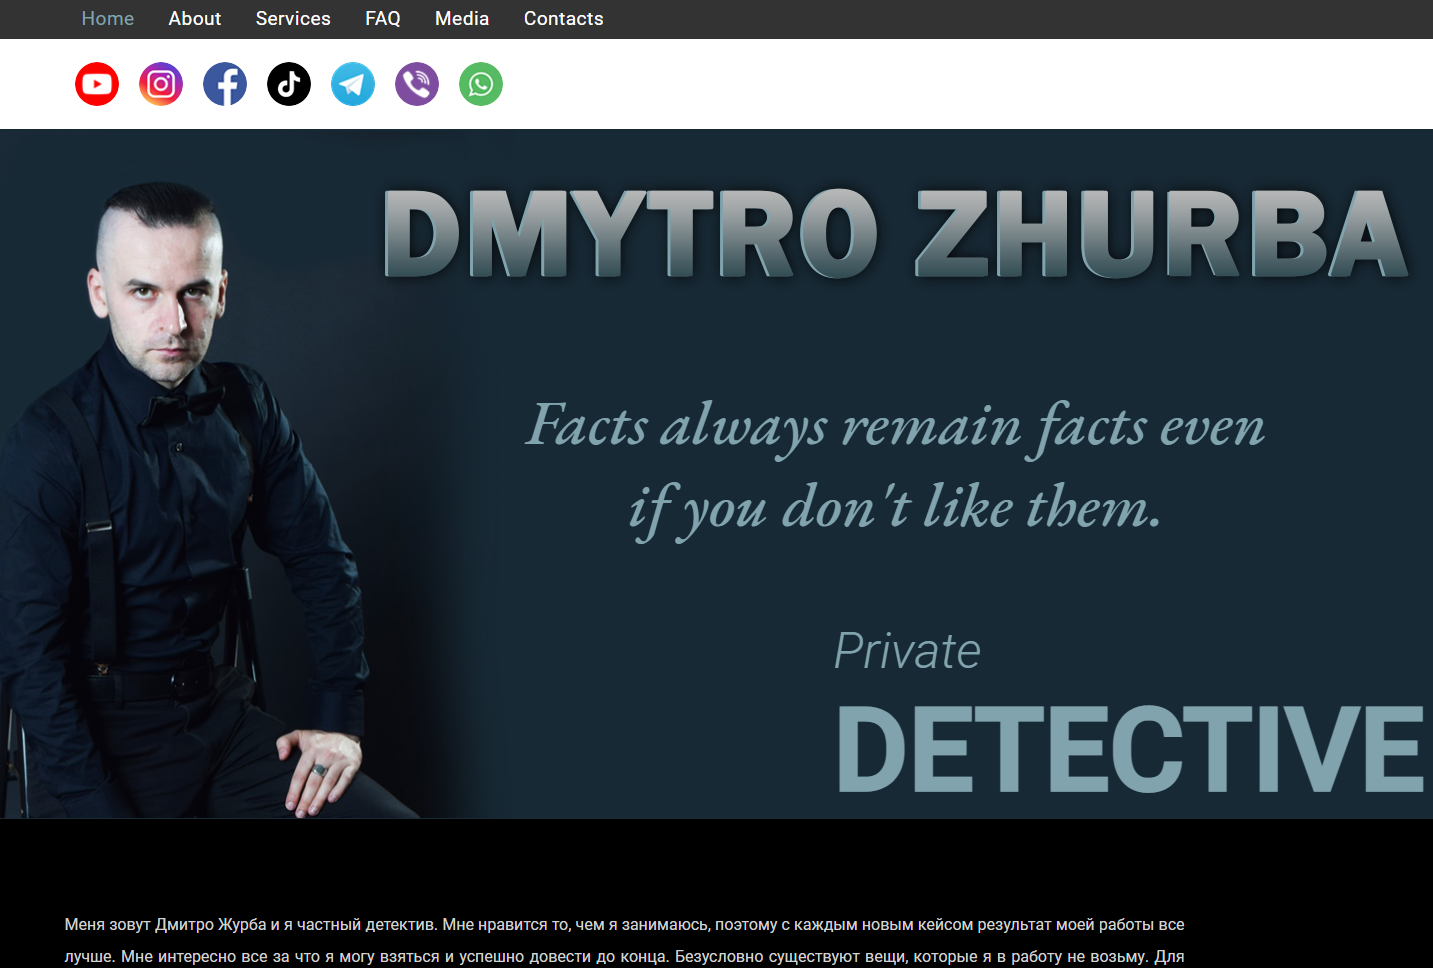 Home About Services FAQ Media Contacts
DMYTRO ZHURBA
Facts always remain facts even
if you don't like them.
Private
DETECTIVE
Меня зовут Дмитро Журба и я частный детектив. Мне нравится то, чем я занимаюсь, поэтому с каждым новым кейсом результат моей работы все
лучше. Мне интересно все за что я могу взяться и успешно довести до конца. Безусловно существуют вещи, которые я в работу не возьму. Для